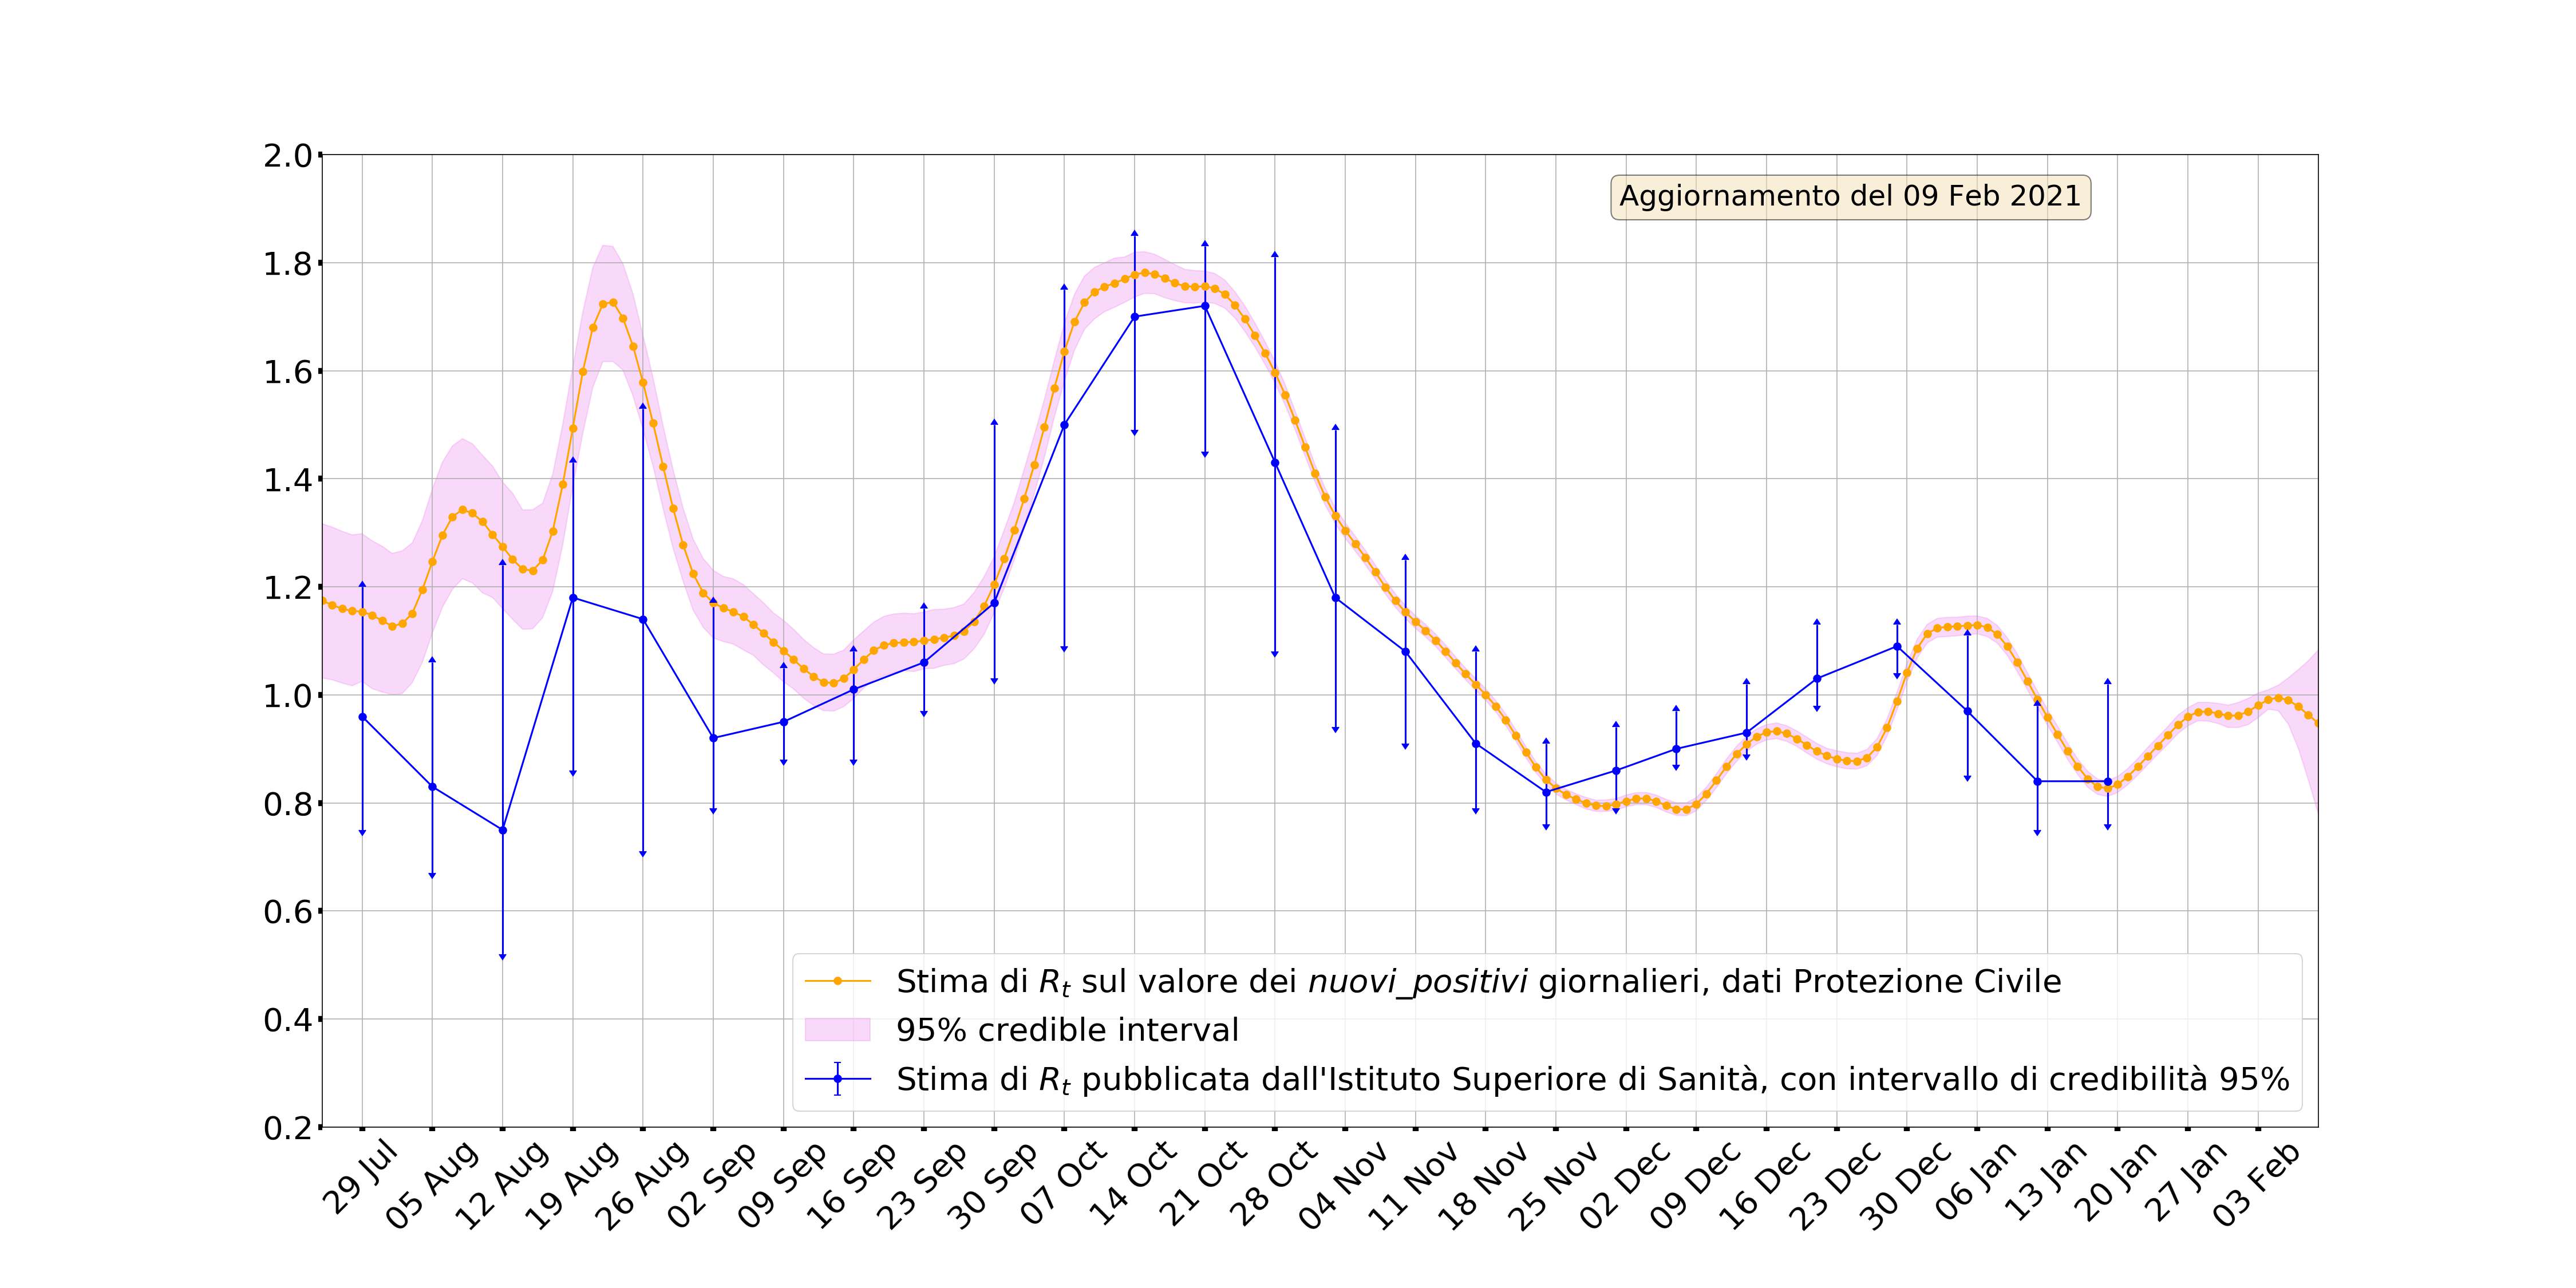 2.0
1.8
1.6
1.4
1.2
1.0
0.8
0.6
0.4
0.2
Aggiornamento del 09 Feb 2021
Stima di Rt sul valore dei nuovi_positivi giornalieri, dati Protezione Civile
95% credible interval
Stima di Rt pubblicata dall'Istituto Superiore di Sanità, con intervallo di credibilità 95%
29 Jul
05 Aug
12 Aug
19 Aug
26 Aug
02 Sep
09 Sep
16 Sep
23 Sep
30 Sep
07 Oct
14 Oct
21 Oct
28 Oct
04 Nov
11 Nov
18 Nov
25 Nov
02 Dec
09 Dec
16 Dec
23 Dec
30 Dec
06 Jan
13 Jan
20 Jan
27 Jan
03 Feb